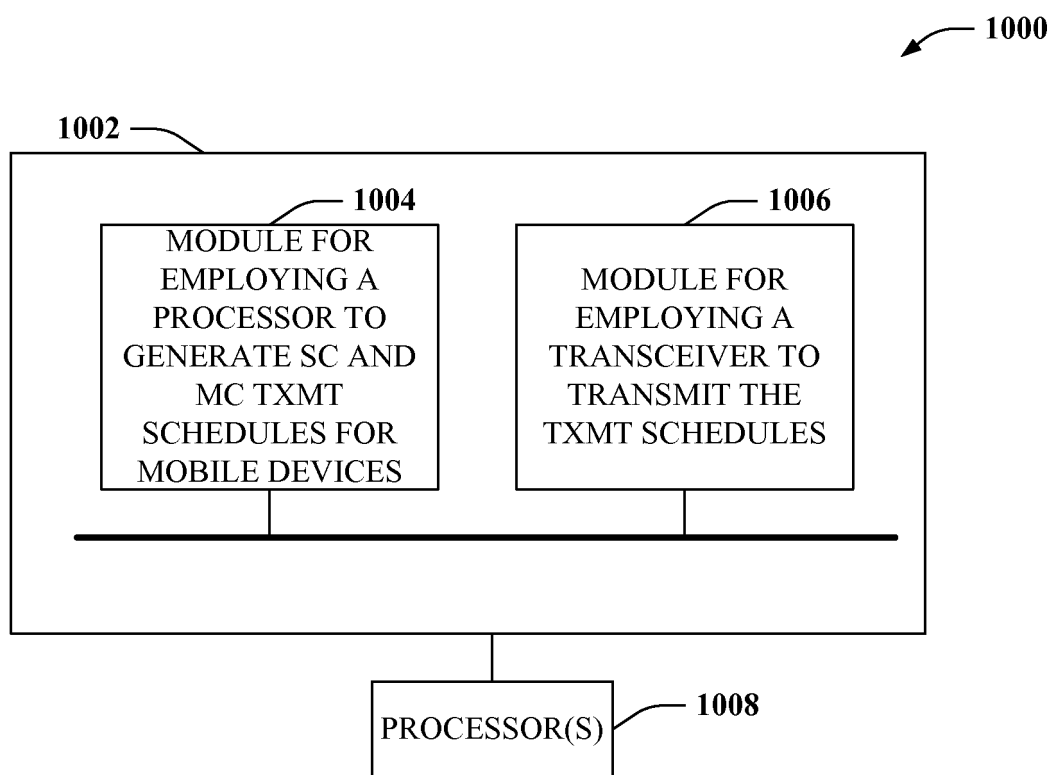 1000
1002
1004
MODULE FOR
EMPLOYING A
PROCESSOR TO
GENERATE SC AND
MC TXMT
SCHEDULES FOR
MOBILE DEVICES
1006
MODULE FOR
EMPLOYING A
TRANSCEIVER TO
TRANSMIT THE
TXMT SCHEDULES
PROCESSOR(S)
1008